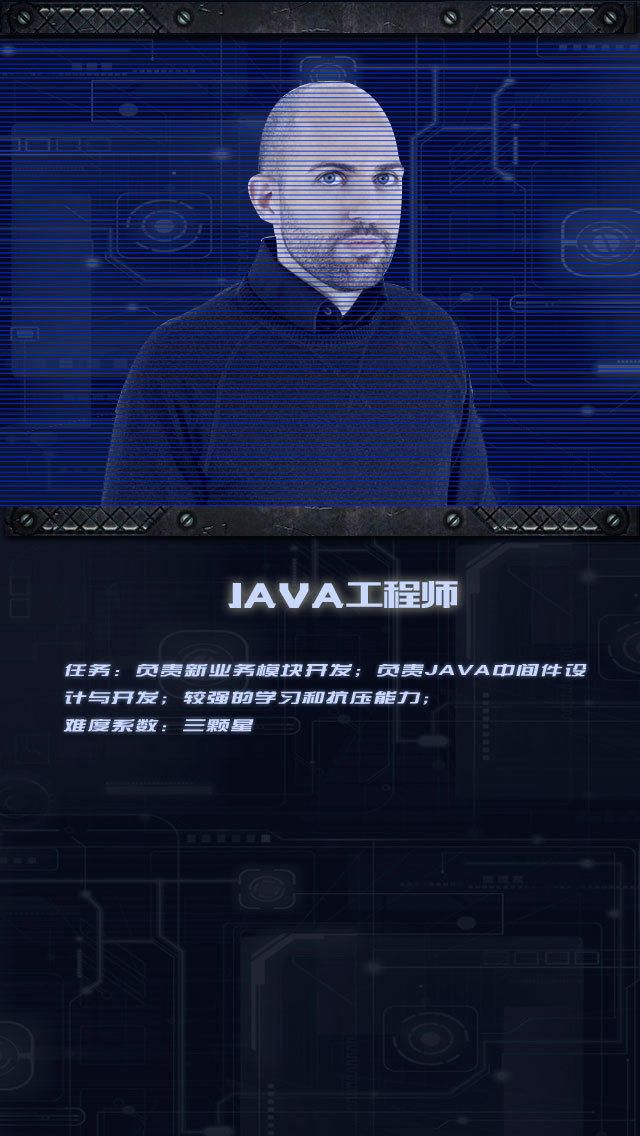 JAVA工程师
任务：负责新业务模块开发；负责JAVA中间件设
计与开发；较强的学习和抗压能力；
难度系数：三颗星